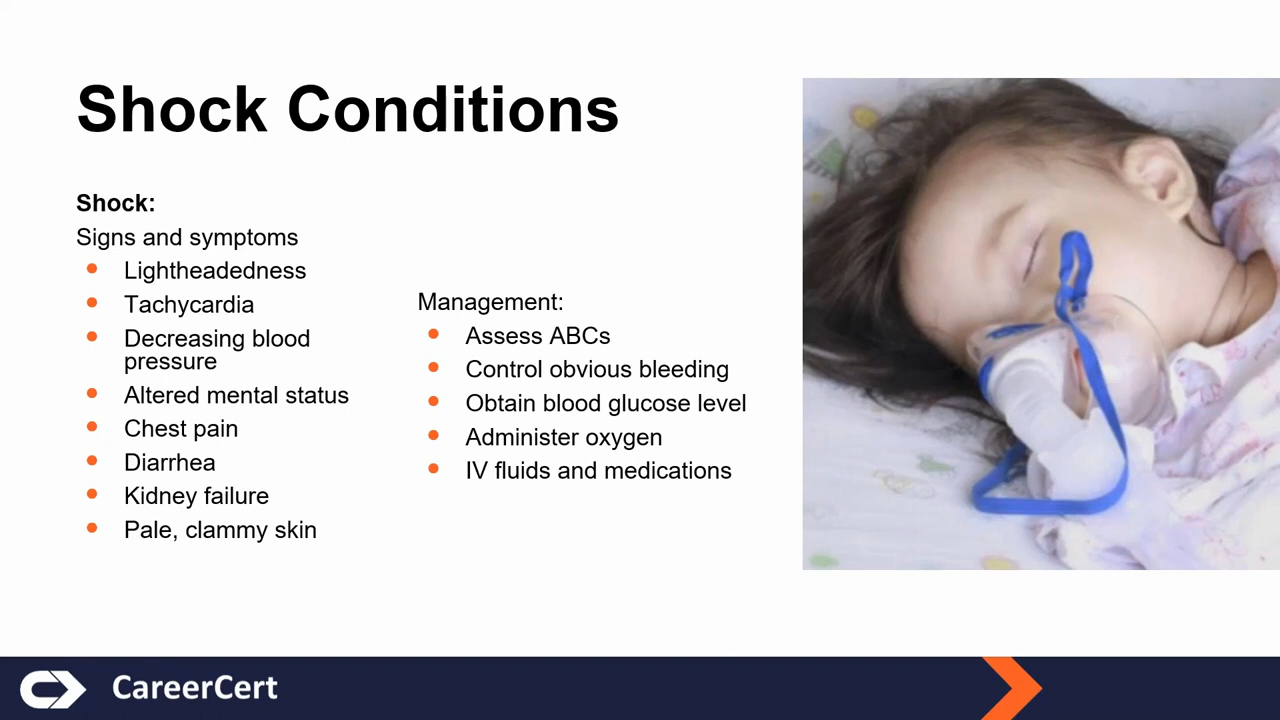 Shock Conditions
Shock:
Signs and symptoms
Lightheadedness
Tachycardia
Decreasing blood
pressure
Altered mental status
Chest pain
Diarrhea
Kidney failure
Pale, clammy skin
Management:
Assess ABCs
Control obvious bleeding
Obtain blood glucose level
Administer oxygen
IV fluids and medications
CareerCert